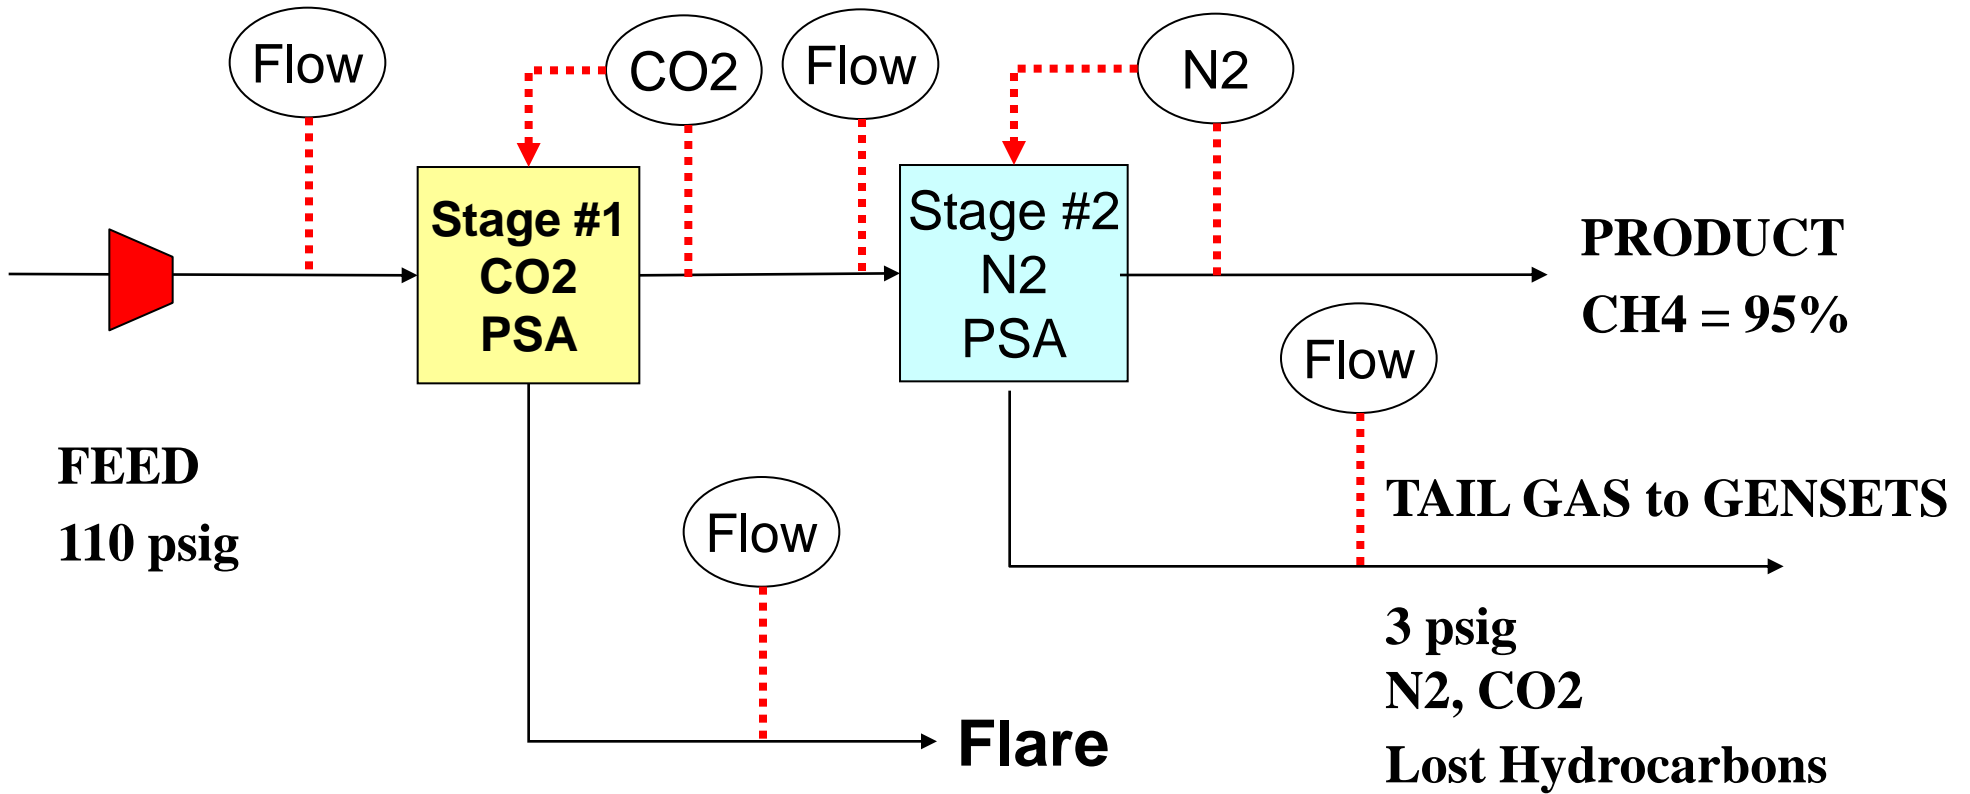 Flow
CO2
Flow
N2
Stage #1
CO2
PSA
Stage #2
N2
PSA
PRODUCT
CH4 = 95%
Flow
FEED
110 psig
Flow
TAIL GAS to GENSETS
3 psig
N2, CO2
Lost Hydrocarbons
Flare